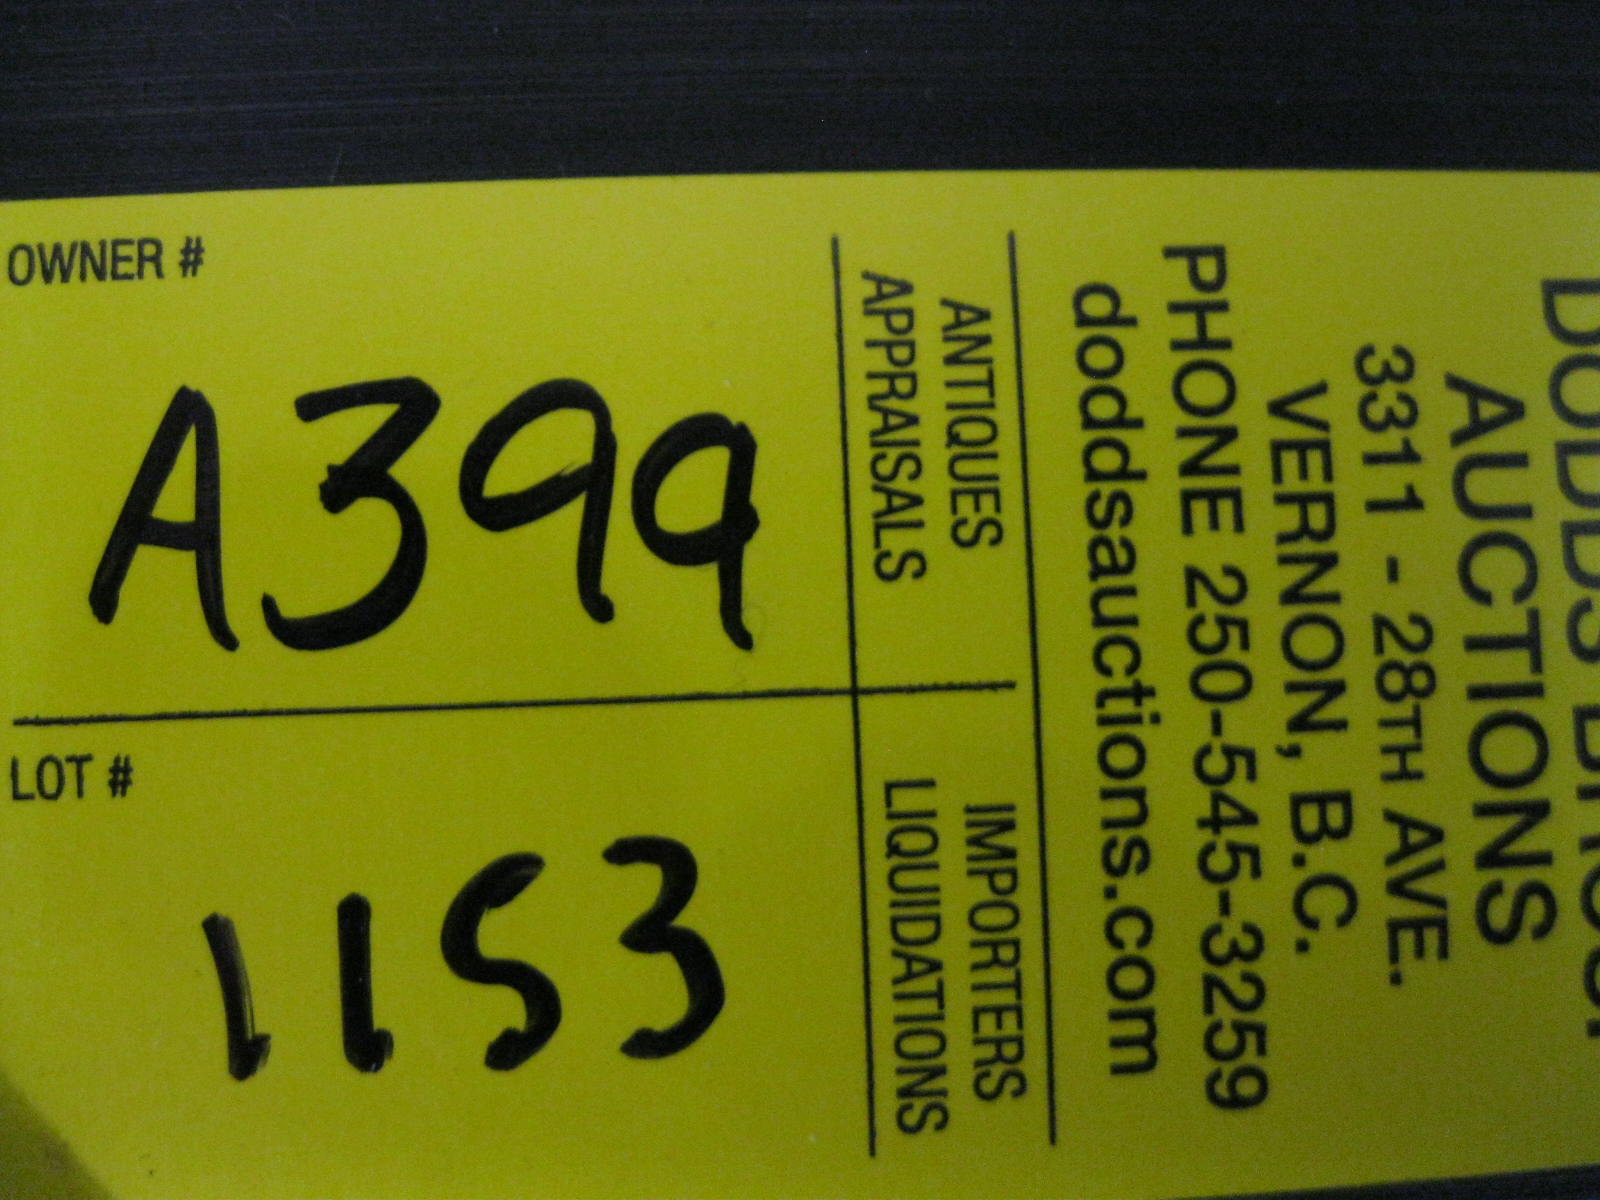 OWNER #
A399
LOT #
1153
AUCTIONS
3311 - 28TH AVE.
VERNON, B.C.
PHONE 250-545-3259
doddsauctions.com
ANTIQUES
APPRAISALS
IMPORTERS
LIQUIDATIONS